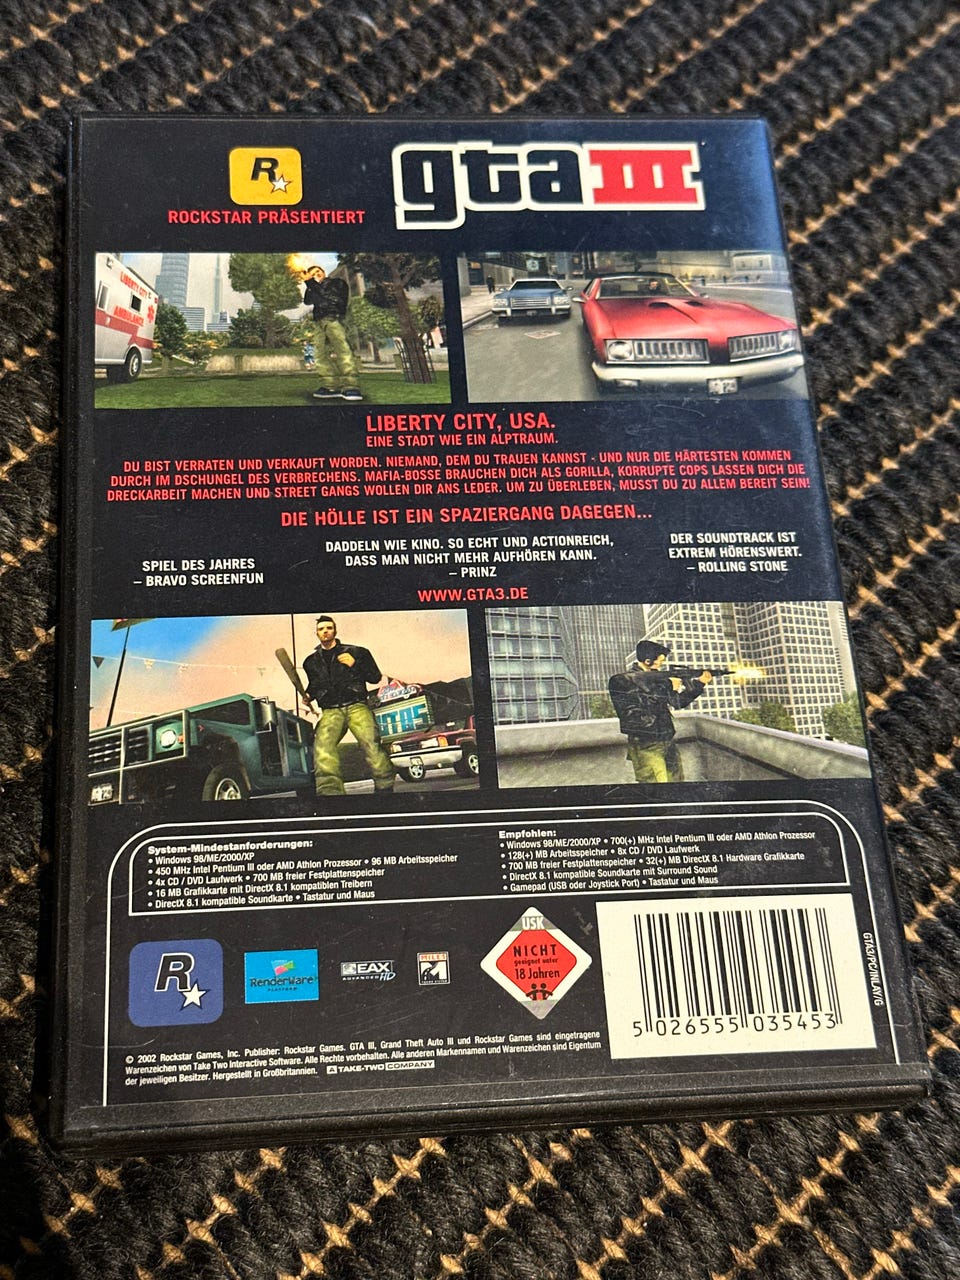 R
gta III
ROCKSTAR PRÄSENTIERT
LIBERTY CITY
AMBULANCE
LIBERTY CITY, USA.
EINE STADT WIE EIN ALPTRAUM.
DU BIST VERRATEN UND VERKAUFT WORDEN. NIEMAND, DEM DU TRAUEN KANNST - UND NUR DIE HÄRTESTEN KOMMEN
DURCH IM DSCHUNGEL DES VERBRECHENS. MAFIA-BOSSE BRAUCHEN DICH ALS GORILLA, KORRUPTE COPS LASSEN DICH DIE
DRECKARBEIT MACHEN UND STREET GANGS WOLLEN DIR ANS LEDER. UM ZU ÜBERLEBEN, MUSST DU ZU ALLEM BEREIT SEIN!
DIE HÖLLE IST EIN SPAZIERGANG DAGEGEN...
SPIEL DES JAHRES
– BRAVO SCREENFUN
DADDELN WIE KINO. SO ECHT UND ACTIONREICH,
DASS MAN NICHT MEHR AUFHÖREN KANN.
– PRINZ
DER SOUNDTRACK IST
EXTREM HÖRENSWERT.
– ROLLING STONE
WWW.GTA3.DE
System-Mindestanforderungen:
• Windows 98/ME/2000/XP
• 450 MHz Intel Pentium III oder AMD Athlon Prozessor • 96 MB Arbeitsspeicher
• 4x CD / DVD Laufwerk • 700 MB freier Festplattenspeicher
• 16 MB Grafikkarte mit DirectX 8.1 kompatiblen Treibern
• DirectX 8.1 kompatible Soundkarte • Tastatur und Maus
Empfohlen:
• Windows 98/ME/2000/XP • 700(+) MHz Intel Pentium III oder AMD Athlon Prozessor
• 128(+) MB Arbeitsspeicher • 8x CD / DVD Laufwerk
• 700 MB freier Festplattenspeicher • 32(+) MB DirectX 8.1 Hardware Grafikkarte
• DirectX 8.1 kompatible Soundkarte mit Surround Sound
• Gamepad (USB oder Joystick Port) • Tastatur und Maus
R
RenderWare
PLATFORM
EAX
ADVANCED HD
MILES
USK
NICHT
geeignet unter
18 Jahren
5 026555 035453
GTA3/PC/INLAY/G
© 2002 Rockstar Games, Inc. Publisher: Rockstar Games. GTA III, Grand Theft Auto III und Rockstar Games sind eingetragene
Warenzeichen von Take Two Interactive Software. Alle Rechte vorbehalten. Alle anderen Markennamen und Warenzeichen sind Eigentum
der jeweiligen Besitzer. Hergestellt in Großbritannien. A TAKE-TWO COMPANY